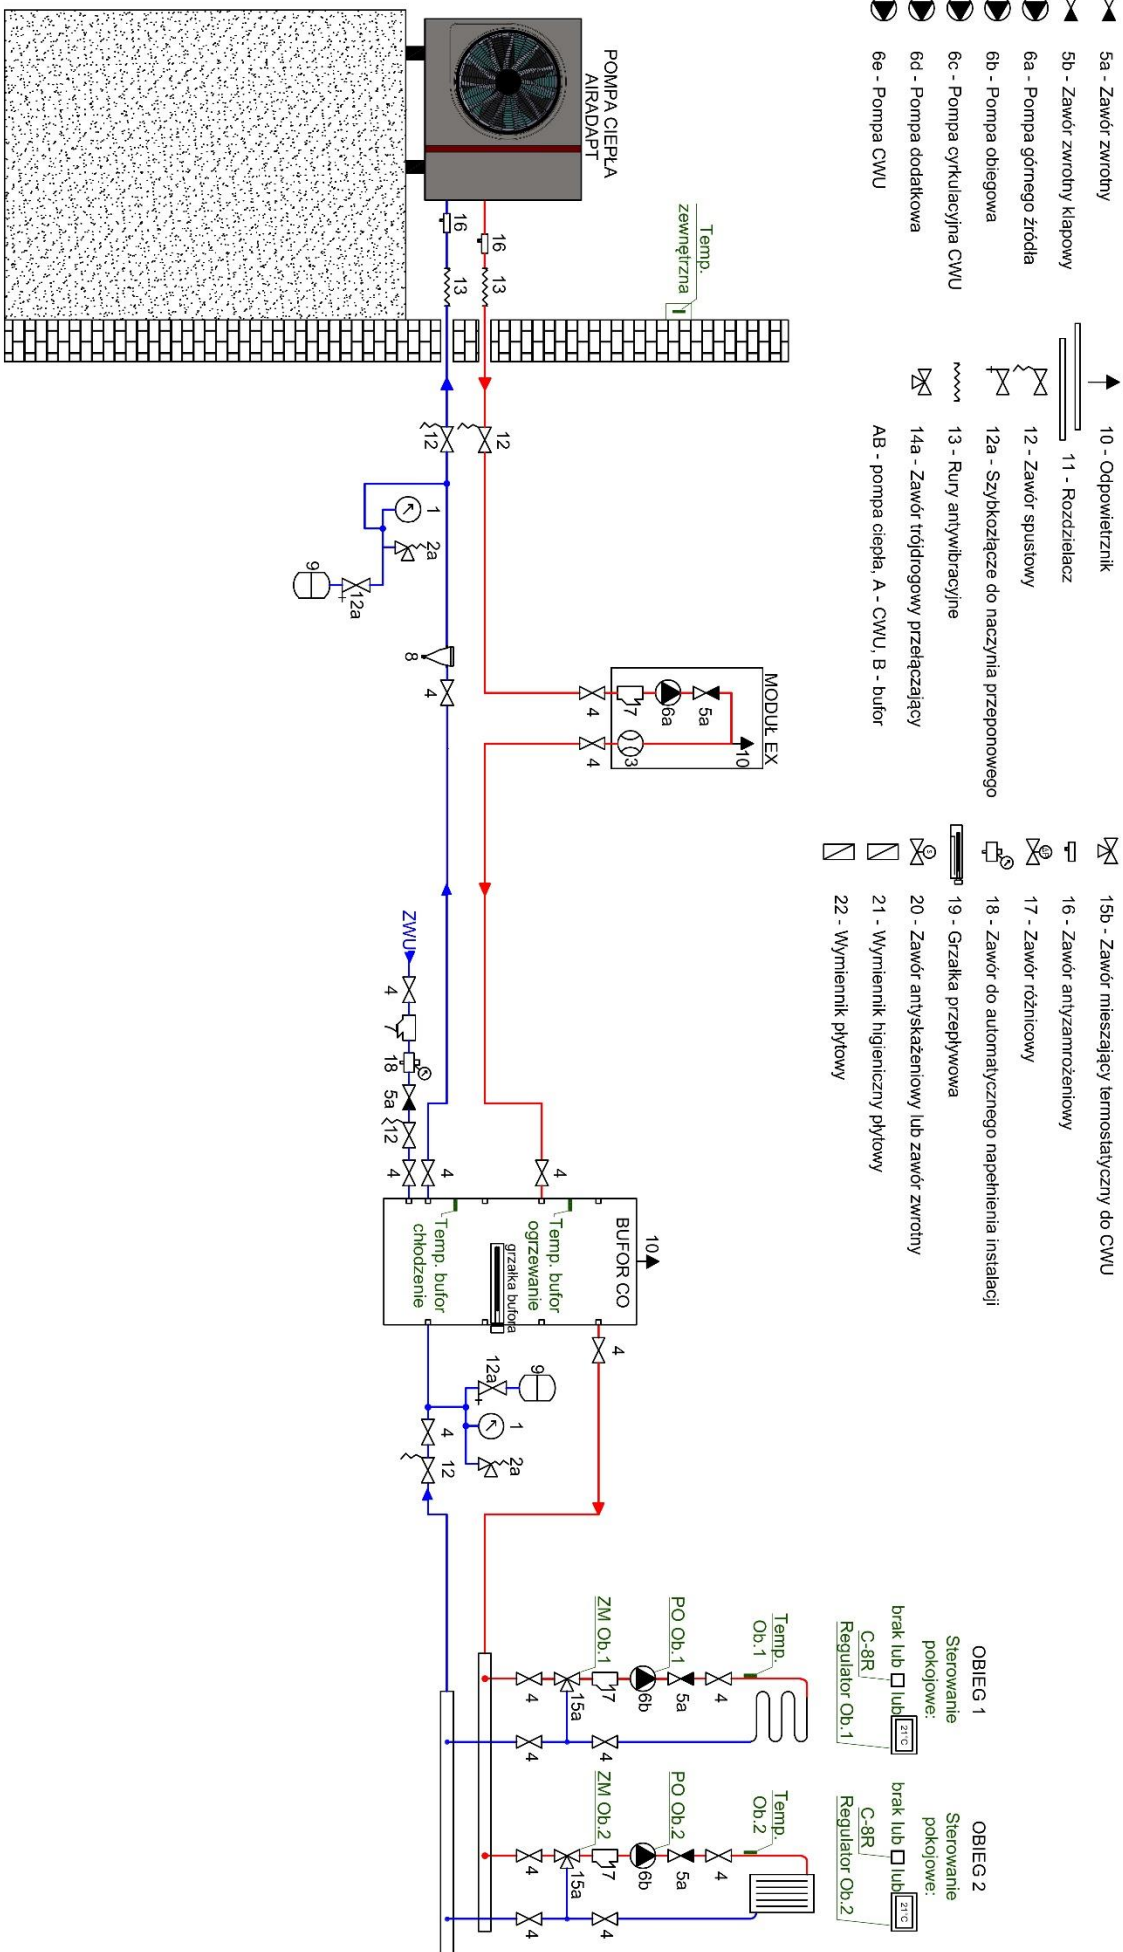 5a - Zawór zwrotny
5b - Zawór zwrotny klapowy
6a - Pompa górnego źródła
6b - Pompa obiegowa
6c - Pompa cyrkulacyjna CWU
6d - Pompa dodatkowa
6e - Pompa CWU
10 - Odpowietrznik
11 - Rozdzielacz
12 - Zawór spustowy
12a - Szybkozłącze do naczynia przeponowego
13 - Rury antywibracyjne
14a - Zawór trójdrogowy przełączający
AB - pompa ciepła, A - CWU, B - bufor
15b - Zawór mieszający termostatyczny do CWU
16 - Zawór antyzamrożeniowy
17 - Zawór różnicowy
18 - Zawór do automatycznego napełnienia instalacji
19 - Grzałka przepływowa
20 - Zawór antyskażeniowy lub zawór zwrotny
21 - Wymiennik higieniczny płytowy
22 - Wymiennik płytowy
POMPA CIEPŁA
AIRADAPT
16
13
16
13
Temp.
zewnętrzna
12
12
1
2a
9
12a
8
4
MODUŁ EX
4
17
6a
5a
10
3
4
ZWU
4
7
18
5a
12
4
4
4
10
BUFOR CO
Temp. bufor
ogrzewanie
grzałka bufora
Temp. bufor
chłodzenie
4
9
12a
1
2a
4
12
OBIEG 1
Sterowanie
pokojowe:
brak lub lub
21°C
C-8R
Regulator Ob.1
Temp.
Ob.1
PO Ob.1
ZM Ob.1
4
5a
6b
17
15a
4
4
4
OBIEG 2
Sterowanie
pokojowe:
brak lub lub
21°C
C-8R
Regulator Ob.2
Temp.
Ob.2
PO Ob.2
ZM Ob.2
4
5a
6b
17
15a
4
4
4